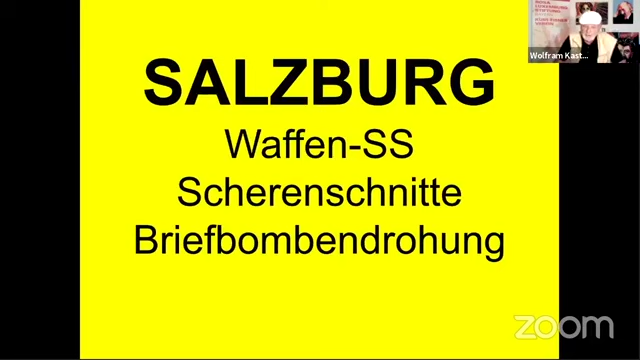 SALZBURG
Waffen-SS
Scherenschnitte
Briefbombendrohung
Wolfram Kast...
zoom